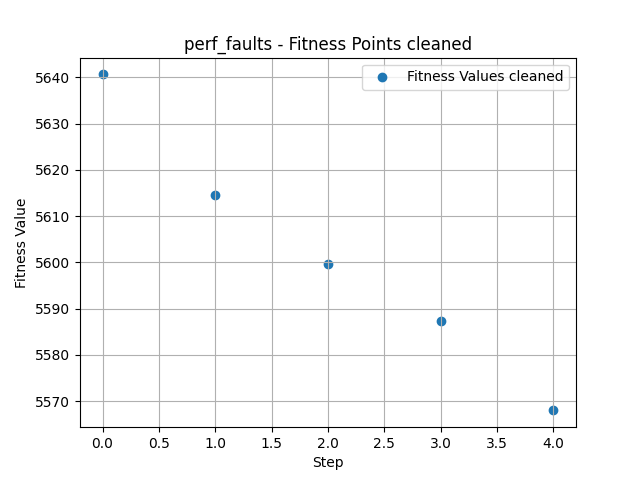 perf_faults - Fitness Points cleaned
Fitness Values cleaned
Fitness Value
5640
5630
5620
5610
5600
5590
5580
5570
0.0 0.5 1.0 1.5 2.0 2.5 3.0 3.5 4.0
Step